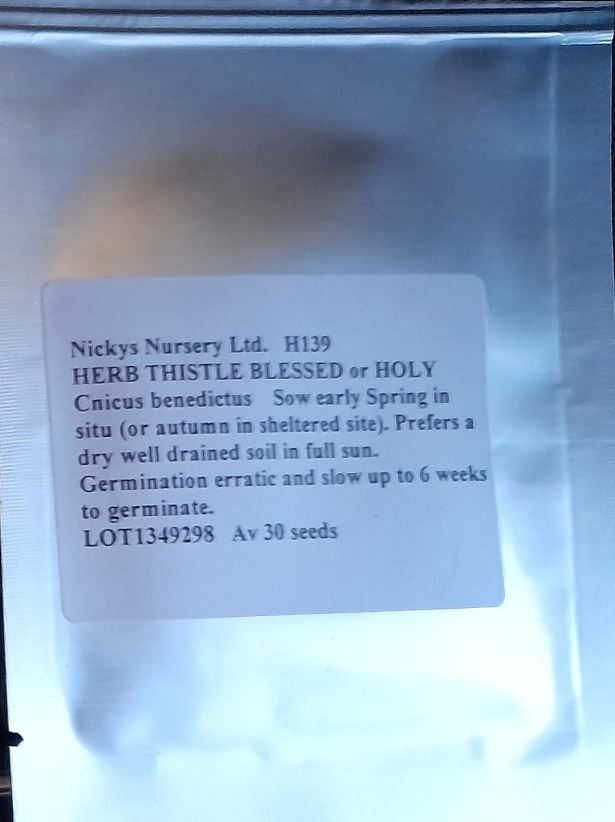 Nickys Nursery Ltd. H139
HERB THISTLE BLESSED or HOLY
Cnicus benedictus Sow early Spring in
situ (or autumn in sheltered site). Prefers a
dry well drained soil in full sun.
Germination erratic and slow up to 6 weeks
to germinate.
LOT1349298 Av 30 seeds